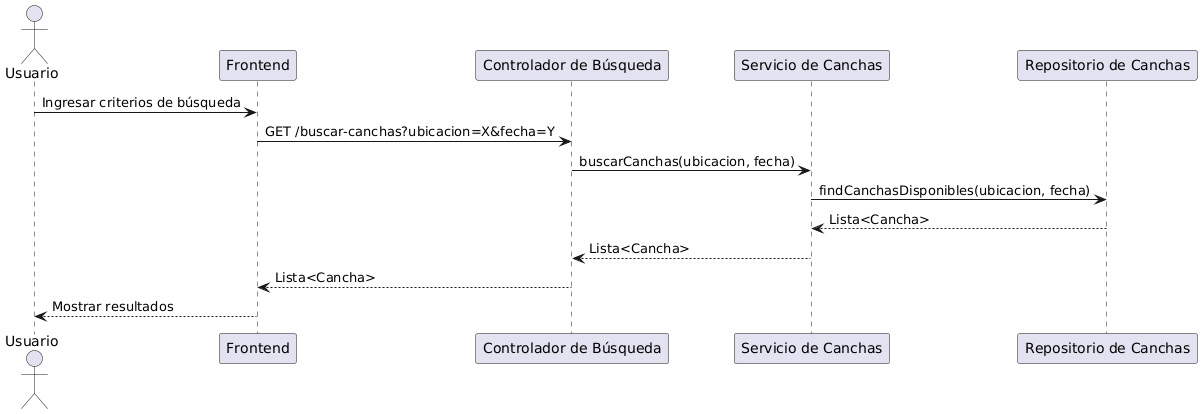 Usuario
Frontend
Controlador de Búsqueda
Servicio de Canchas
Repositorio de Canchas
Ingresar criterios de búsqueda
GET /buscar-canchas?ubicacion=X&fecha=Y
buscarCanchas(ubicacion, fecha)
findCanchasDisponibles(ubicacion, fecha)
Lista<Cancha>
Lista<Cancha>
Lista<Cancha>
Mostrar resultados
Usuario
Frontend
Controlador de Búsqueda
Servicio de Canchas
Repositorio de Canchas